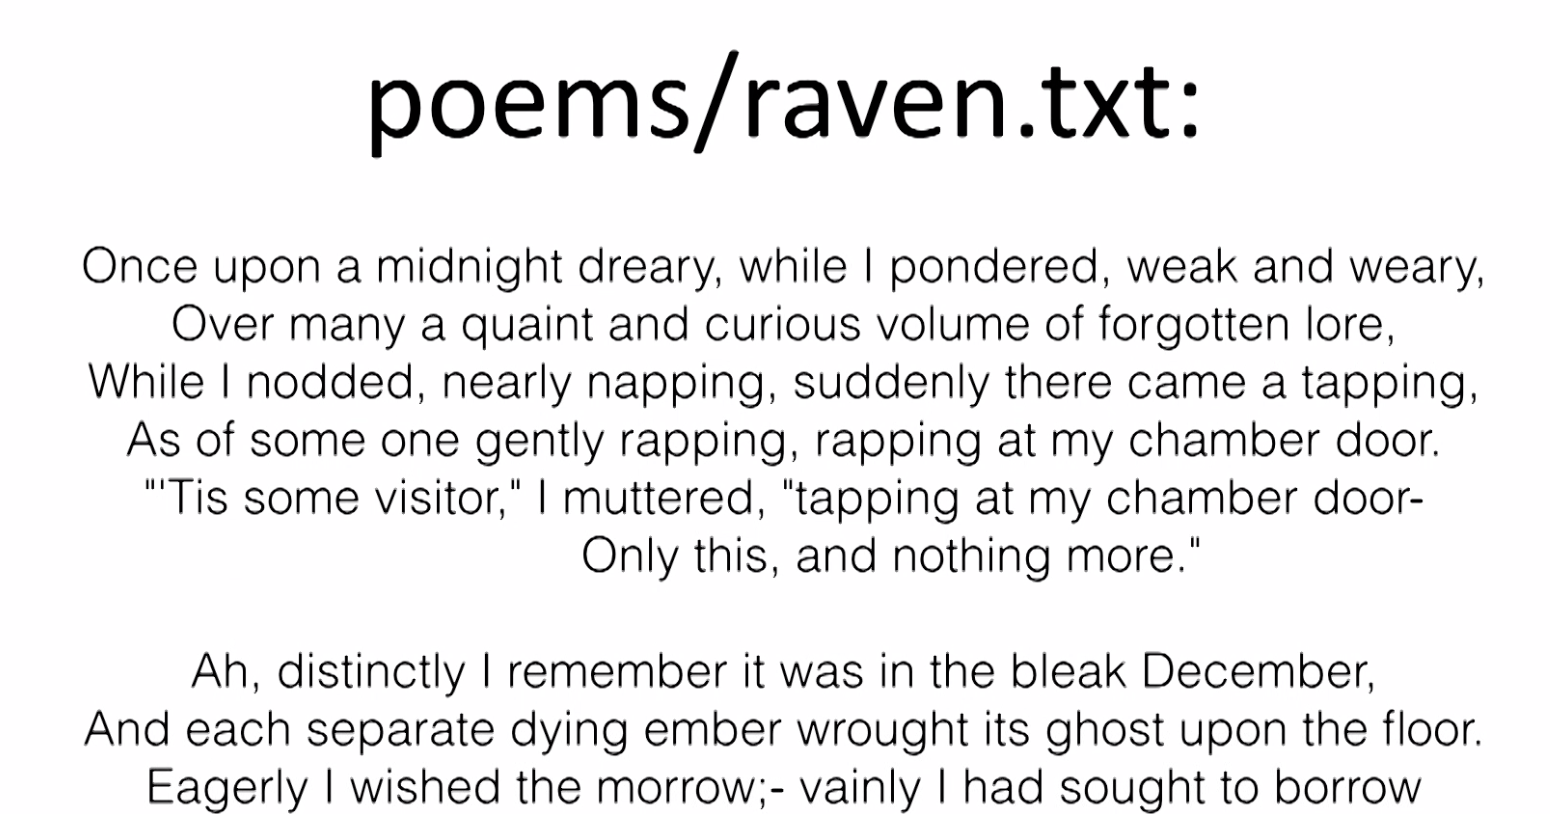 poems/raven.txt:
Once upon a midnight dreary, while I pondered, weak and weary,
Over many a quaint and curious volume of forgotten lore,
While I nodded, nearly napping, suddenly there came a tapping,
As of some one gently rapping, rapping at my chamber door.
"'Tis some visitor," I muttered, "tapping at my chamber door-
Only this, and nothing more."
Ah, distinctly I remember it was in the bleak December,
And each separate dying ember wrought its ghost upon the floor.
Eagerly I wished the morrow;- vainly I had sought to borrow